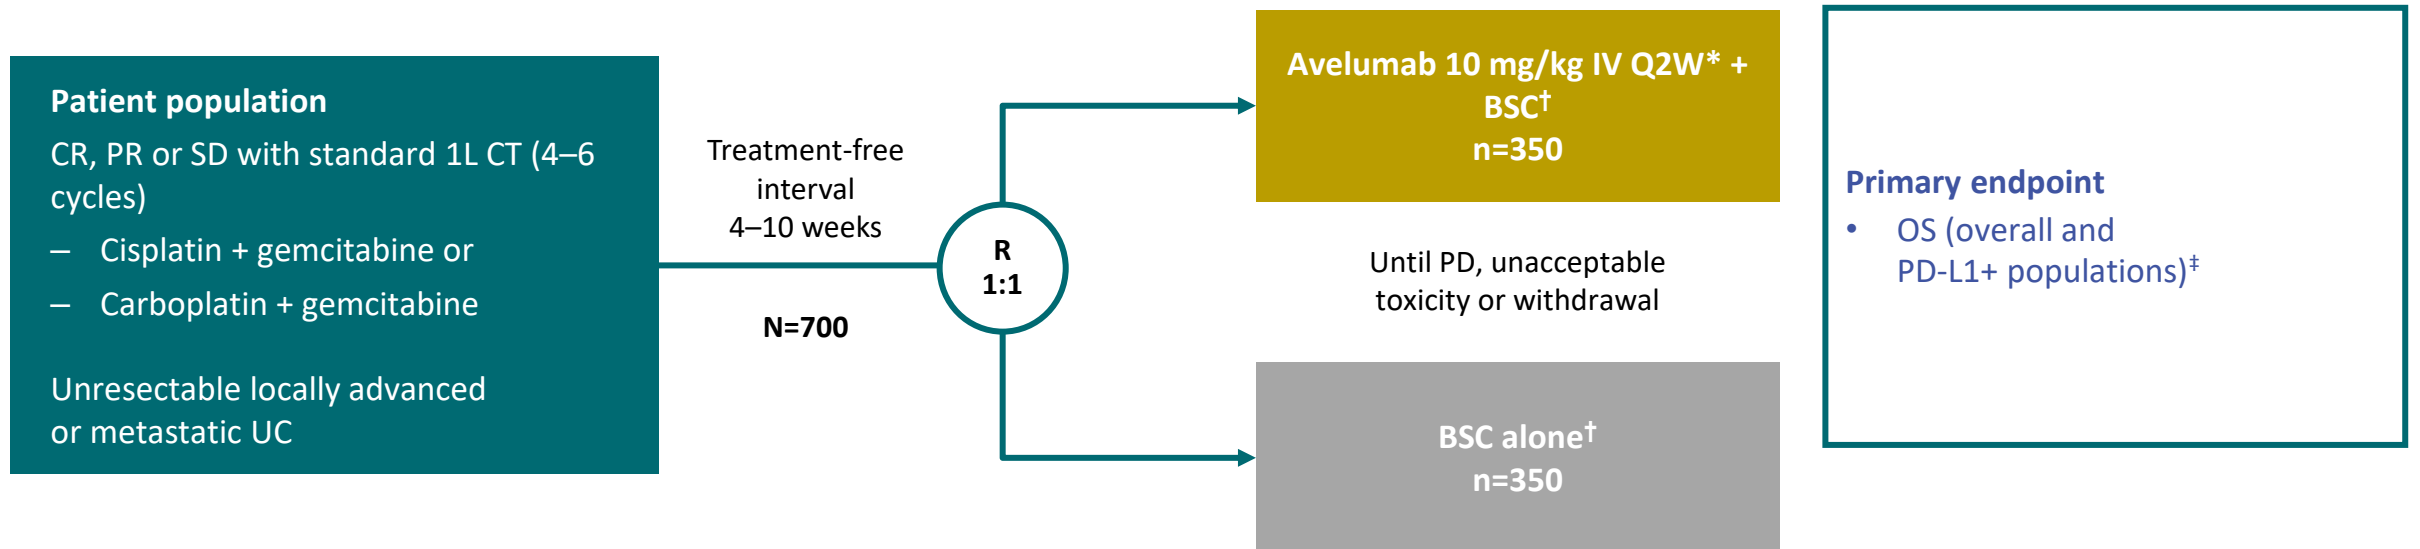 Patient population
CR, PR or SD with standard 1L CT (4–6
cycles)
– Cisplatin + gemcitabine or
– Carboplatin + gemcitabine
Unresectable locally advanced
or metastatic UC
Treatment-free
interval
4–10 weeks
N=700
R
1:1
Avelumab 10 mg/kg IV Q2W* +
BSC†
n=350
Until PD, unacceptable
toxicity or withdrawal
BSC alone†
n=350
Primary endpoint
• OS (overall and
PD-L1+ populations)‡